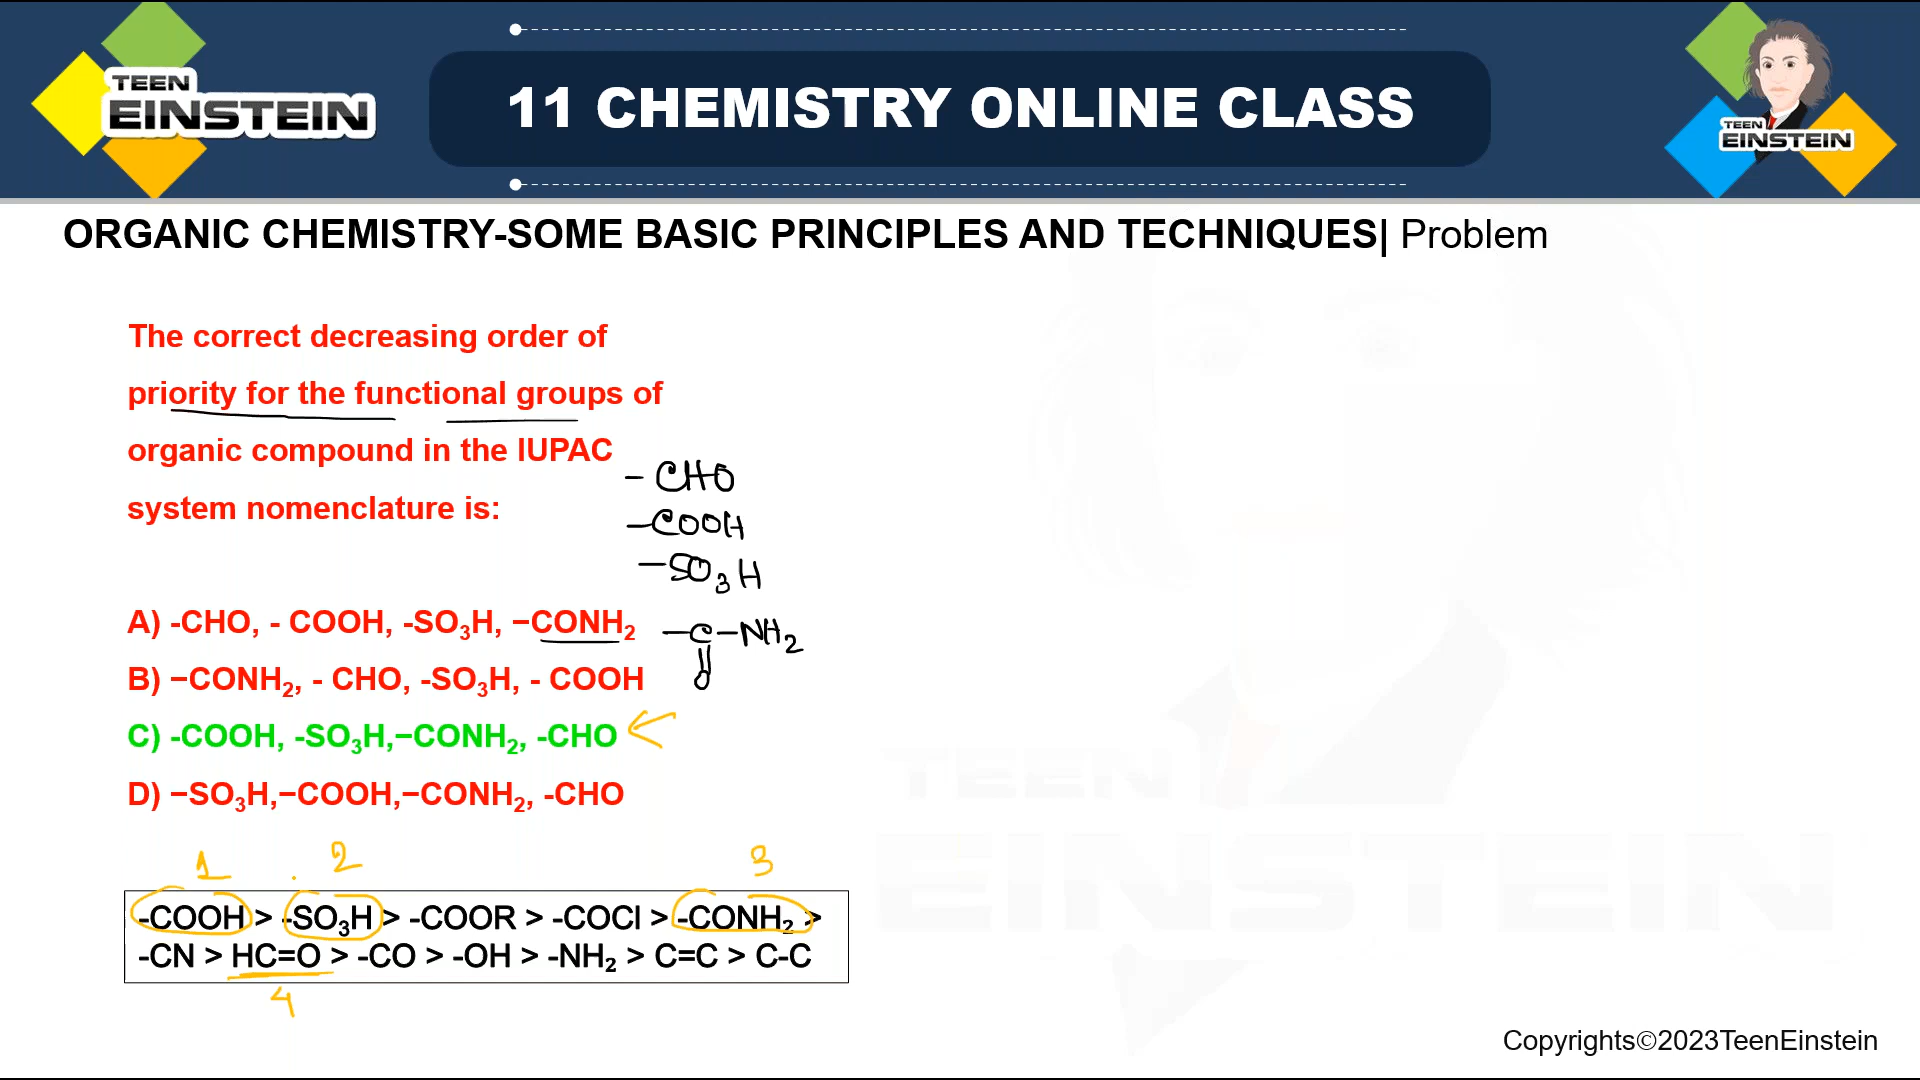 TEEN
EINSTEIN
11 CHEMISTRY ONLINE CLASS
TEEN
EINSTEIN
ORGANIC CHEMISTRY-SOME BASIC PRINCIPLES AND TECHNIQUES| Problem
The correct decreasing order of
priority for the functional groups of
organic compound in the IUPAC
system nomenclature is:
-CHO
-COOH
-SO₃H
A) -CHO, - COOH, -SO₃H, −CONH₂
-C-NH₂
O
B) −CONH₂, - CHO, -SO₃H, - COOH
C) -COOH, -SO₃H,−CONH₂, -CHO
D) −SO₃H,−COOH,−CONH₂, -CHO
TEEN
EINSTEIN
1 2 3
-COOH > -SO₃H > -COOR > -COCl > -CONH₂ >
-CN > HC=O > -CO > -OH > -NH₂ > C=C > C-C
4
Copyrights©2023TeenEinstein